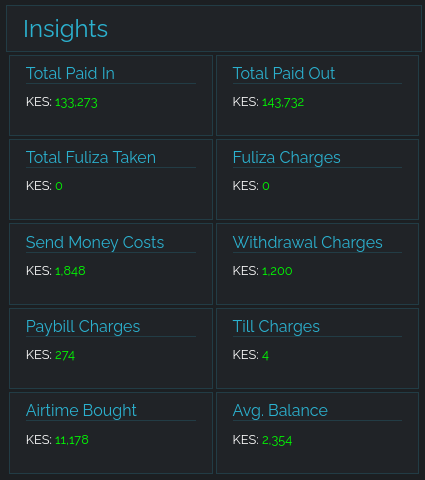 Insights
Total Paid In
KES: 133,273
Total Paid Out
KES: 143,732
Total Fuliza Taken
KES: 0
Fuliza Charges
KES: 0
Send Money Costs
KES: 1,848
Withdrawal Charges
KES: 1,200
Paybill Charges
KES: 274
Till Charges
KES: 4
Airtime Bought
KES: 11,178
Avg. Balance
KES: 2,354